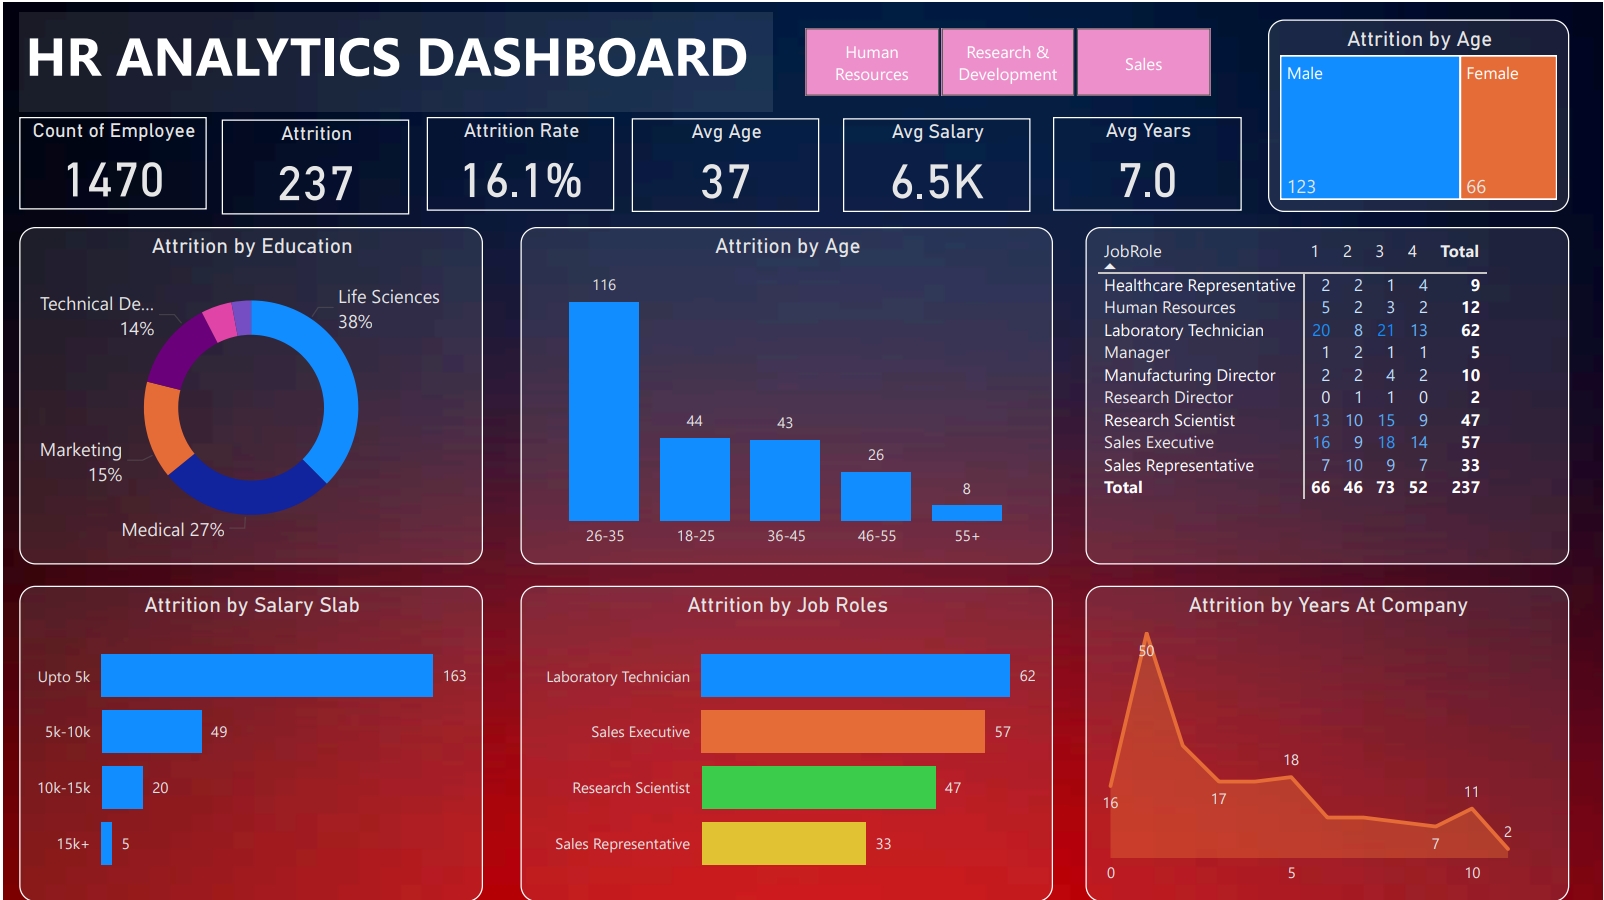 HR ANALYTICS DASHBOARD
Human
Resources
Research &
Development
Sales
Attrition by Age
Male
Female
123
66
Count of Employee
1470
Attrition
237
Attrition Rate
16.1%
Avg Age
37
Avg Salary
6.5K
Avg Years
7.0
Attrition by Education
Technical De...
14%
Life Sciences
38%
Marketing
15%
Medical 27%
Attrition by Age
116
44
43
26
8
26-35 18-25 36-45 46-55 55+
JobRole 1 2 3 4 Total
Healthcare Representative 2 2 1 4 9
Human Resources 5 2 3 2 12
Laboratory Technician 20 8 21 13 62
Manager 1 2 1 1 5
Manufacturing Director 2 2 4 2 10
Research Director 0 1 1 0 2
Research Scientist 13 10 15 9 47
Sales Executive 16 9 18 14 57
Sales Representative 7 10 9 7 33
Total 66 46 73 52 237
Attrition by Salary Slab
Upto 5k 163
5k-10k 49
10k-15k 20
15k+ 5
Attrition by Job Roles
Laboratory Technician 62
Sales Executive 57
Research Scientist 47
Sales Representative 33
Attrition by Years At Company
50
18
16
17
11
7
2
0 5 10